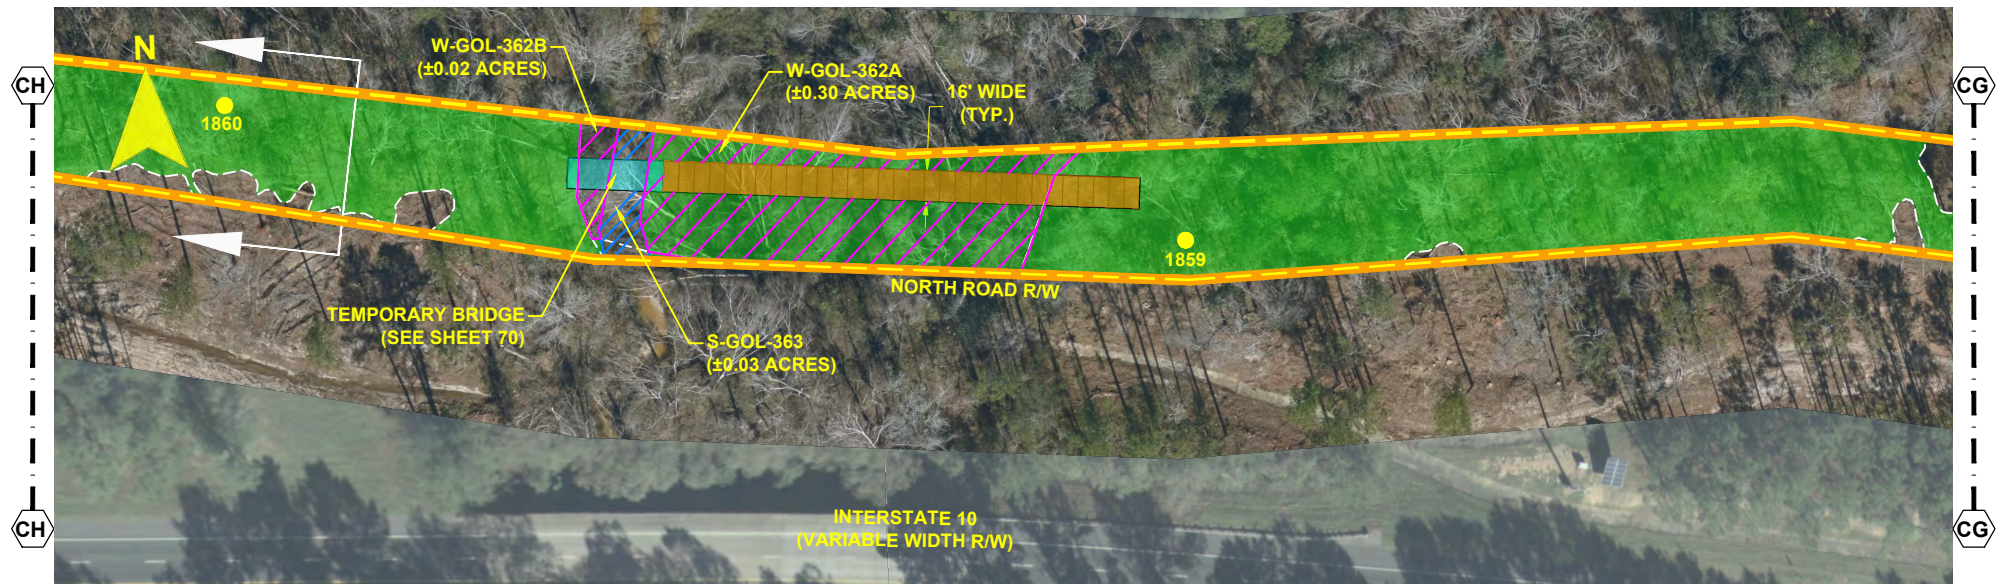 N
W-GOL-362B
(±0.02 ACRES)
W-GOL-362A
(±0.30 ACRES)
16' WIDE
(TYP.)
CH
CG
1860
1859
NORTH ROAD R/W
TEMPORARY BRIDGE
(SEE SHEET 70)
S-GOL-363
(±0.03 ACRES)
INTERSTATE 10
(VARIABLE WIDTH R/W)
CH
CG